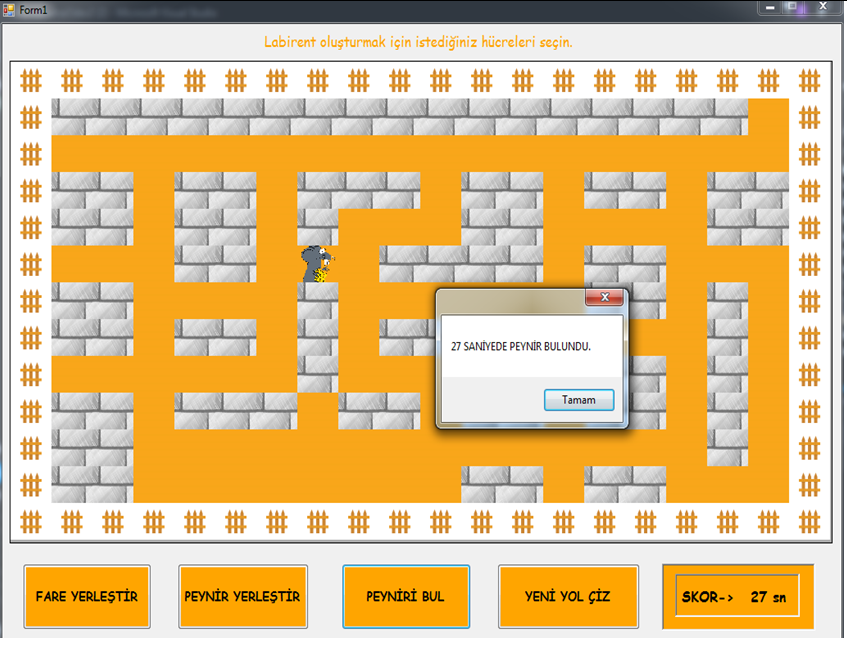 Form1
Labirent oluşturmak için istediğiniz hücreleri seçin.
27 SANİYEDE PEYNİR BULUNDU.
Tamam
FARE YERLEŞTİR
PEYNİR YERLEŞTİR
PEYNİRİ BUL
YENİ YOL ÇİZ
SKOR-> 27 sn